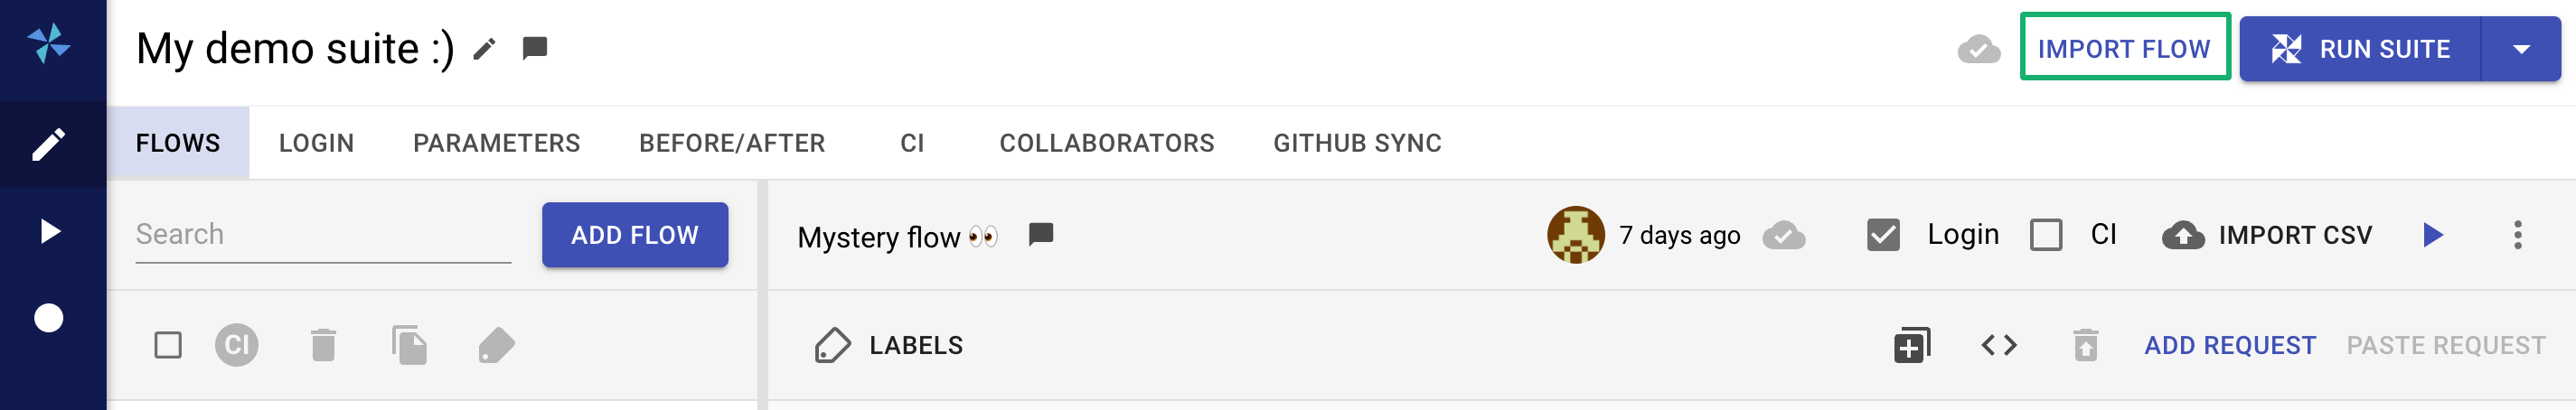 My demo suite :)
IMPORT FLOW
RUN SUITE
FLOWS LOGIN PARAMETERS BEFORE/AFTER CI COLLABORATORS GITHUB SYNC
Search
ADD FLOW
Mystery flow 👀
7 days ago
Login
CI
IMPORT CSV
CI
LABELS
<>
ADD REQUEST
PASTE REQUEST